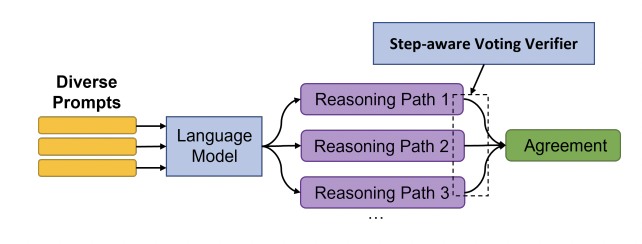 Step-aware Voting Verifier
Diverse
Prompts
Language
Model
Reasoning Path 1
Reasoning Path 2
Reasoning Path 3
...
Agreement